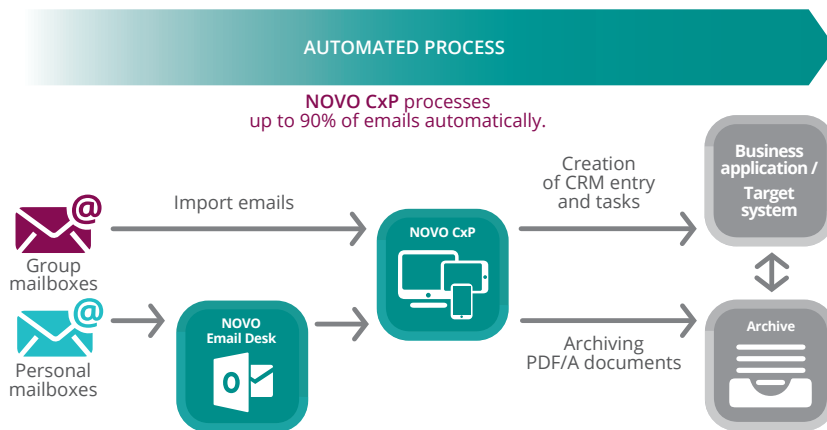 AUTOMATED PROCESS
NOVO CxP processes
up to 90% of emails automatically.
Creation
of CRM entry
and tasks
Business
application /
Target
system
Import emails
NOVO CxP
@
Group
mailboxes
@
NOVO
Email Desk
O
Personal
mailboxes
Archiving
PDF/A documents
Archive